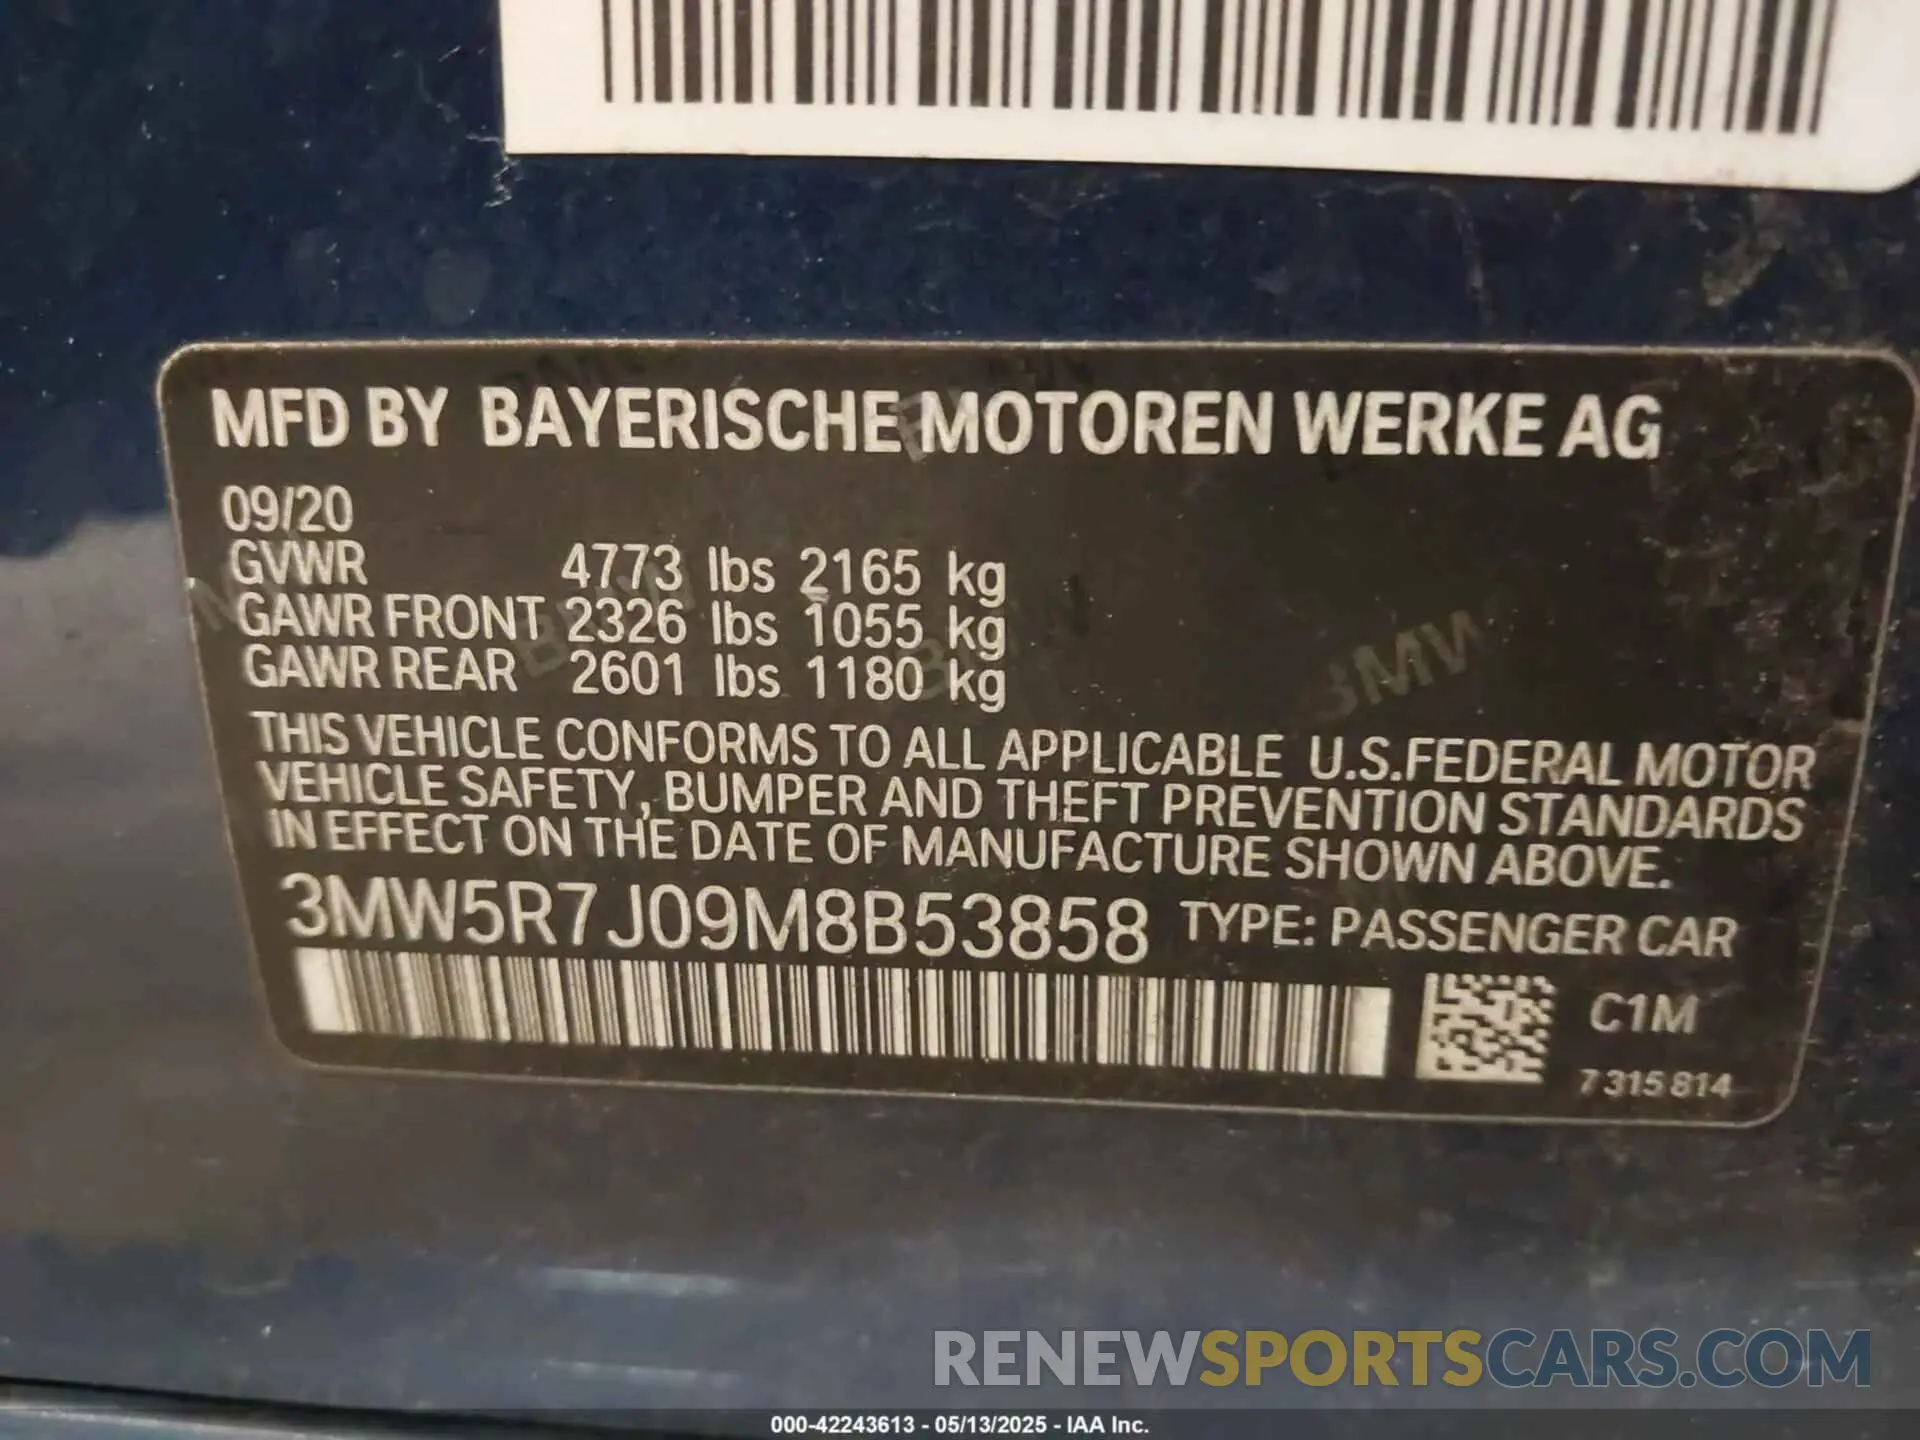 MFD BY BAYERISCHE MOTOREN WERKE AG
09/20
GVWR 4773 lbs 2165 kg
GAWR FRONT 2326 lbs 1055 kg
GAWR REAR 2601 lbs 1180 kg
THIS VEHICLE CONFORMS TO ALL APPLICABLE U.S.FEDERAL MOTOR
VEHICLE SAFETY, BUMPER AND THEFT PREVENTION STANDARDS
IN EFFECT ON THE DATE OF MANUFACTURE SHOWN ABOVE.
3MW5R7J09M8B53858 TYPE: PASSENGER CAR
C1M
7 315 814
RENEWSPORTSCARS.COM
000-42243613 - 05/13/2025 - IAA Inc.